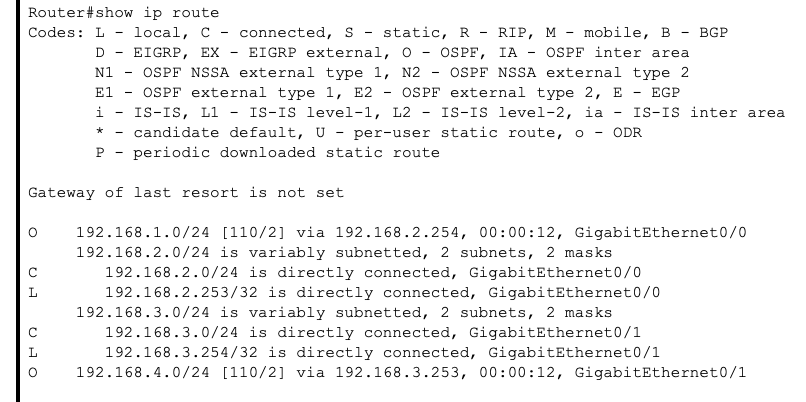 Router#show ip route
Codes: L - local, C - connected, S - static, R - RIP, M - mobile, B - BGP
       D - EIGRP, EX - EIGRP external, O - OSPF, IA - OSPF inter area
       N1 - OSPF NSSA external type 1, N2 - OSPF NSSA external type 2
       E1 - OSPF external type 1, E2 - OSPF external type 2, E - EGP
       i - IS-IS, L1 - IS-IS level-1, L2 - IS-IS level-2, ia - IS-IS inter area
       * - candidate default, U - per-user static route, o - ODR
       P - periodic downloaded static route

Gateway of last resort is not set

O    192.168.1.0/24 [110/2] via 192.168.2.254, 00:00:12, GigabitEthernet0/0
     192.168.2.0/24 is variably subnetted, 2 subnets, 2 masks
C       192.168.2.0/24 is directly connected, GigabitEthernet0/0
L       192.168.2.253/32 is directly connected, GigabitEthernet0/0
     192.168.3.0/24 is variably subnetted, 2 subnets, 2 masks
C       192.168.3.0/24 is directly connected, GigabitEthernet0/1
L       192.168.3.254/32 is directly connected, GigabitEthernet0/1
O    192.168.4.0/24 [110/2] via 192.168.3.253, 00:00:12, GigabitEthernet0/1